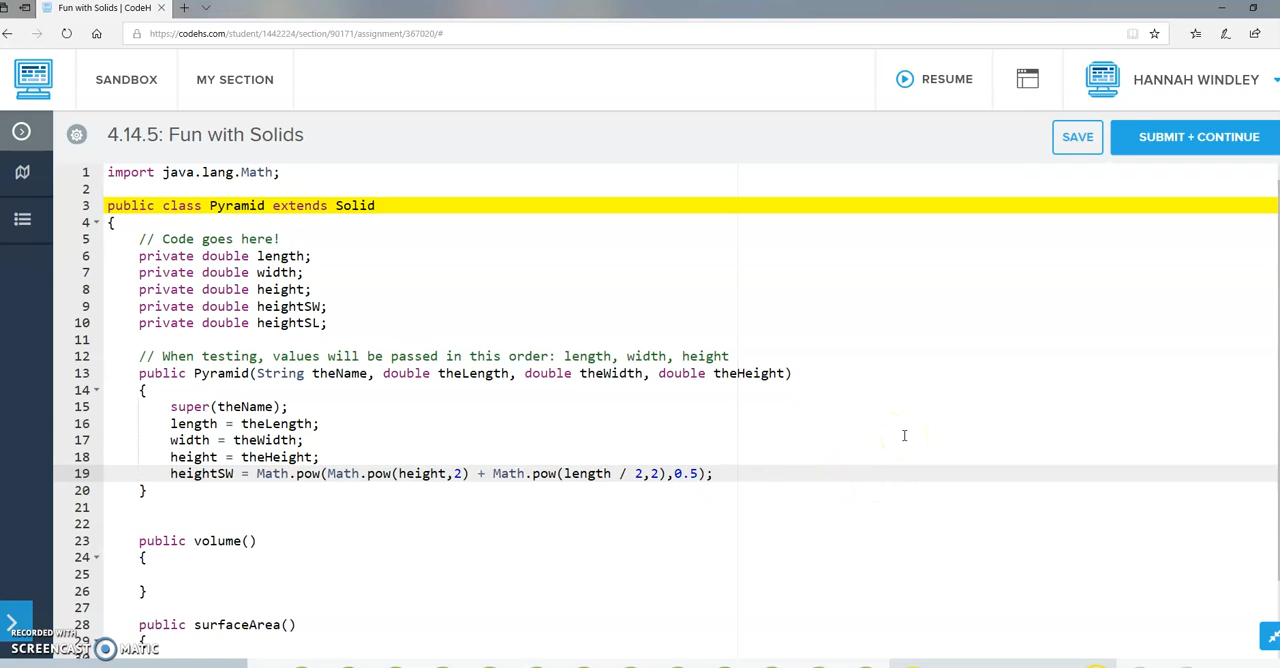 Fun with Solids | CodeH
https://codehs.com/student/1442224/section/90171/assignment/367020/#
SANDBOX MY SECTION RESUME HANNAH WINDLEY
4.14.5: Fun with Solids SAVE SUBMIT + CONTINUE
1 import java.lang.Math;
2
3 public class Pyramid extends Solid
4 {
5 // Code goes here!
6 private double length;
7 private double width;
8 private double height;
9 private double heightSW;
10 private double heightSL;
11
12 // When testing, values will be passed in this order: length, width, height
13 public Pyramid(String theName, double theLength, double theWidth, double theHeight)
14 {
15 super(theName);
16 length = theLength;
17 width = theWidth;
18 height = theHeight;
19 heightSW = Math.pow(Math.pow(height,2) + Math.pow(length / 2,2),0.5);
20 }
21
22
23 public volume()
24 {
25
26 }
27
28 public surfaceArea()
29 {
RECORDED WITH
SCREENCAST MATIC